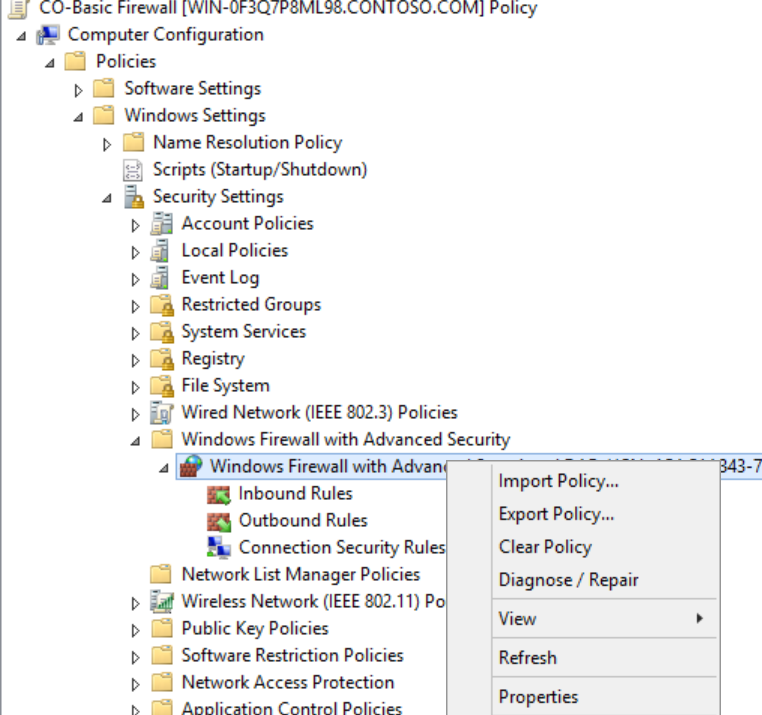 CO-Basic Firewall [WIN-0F3Q7P8ML98.CONTOSO.COM] Policy
Computer Configuration
Policies
Software Settings
Windows Settings
Name Resolution Policy
Scripts (Startup/Shutdown)
Security Settings
Account Policies
Local Policies
Event Log
Restricted Groups
System Services
Registry
File System
Wired Network (IEEE 802.3) Policies
Windows Firewall with Advanced Security
Windows Firewall with Advanc 343-7
Inbound Rules
Outbound Rules
Connection Security Rules
Network List Manager Policies
Wireless Network (IEEE 802.11) Po
Public Key Policies
Software Restriction Policies
Network Access Protection
Application Control Policies
Import Policy...
Export Policy...
Clear Policy
Diagnose / Repair
View
Refresh
Properties